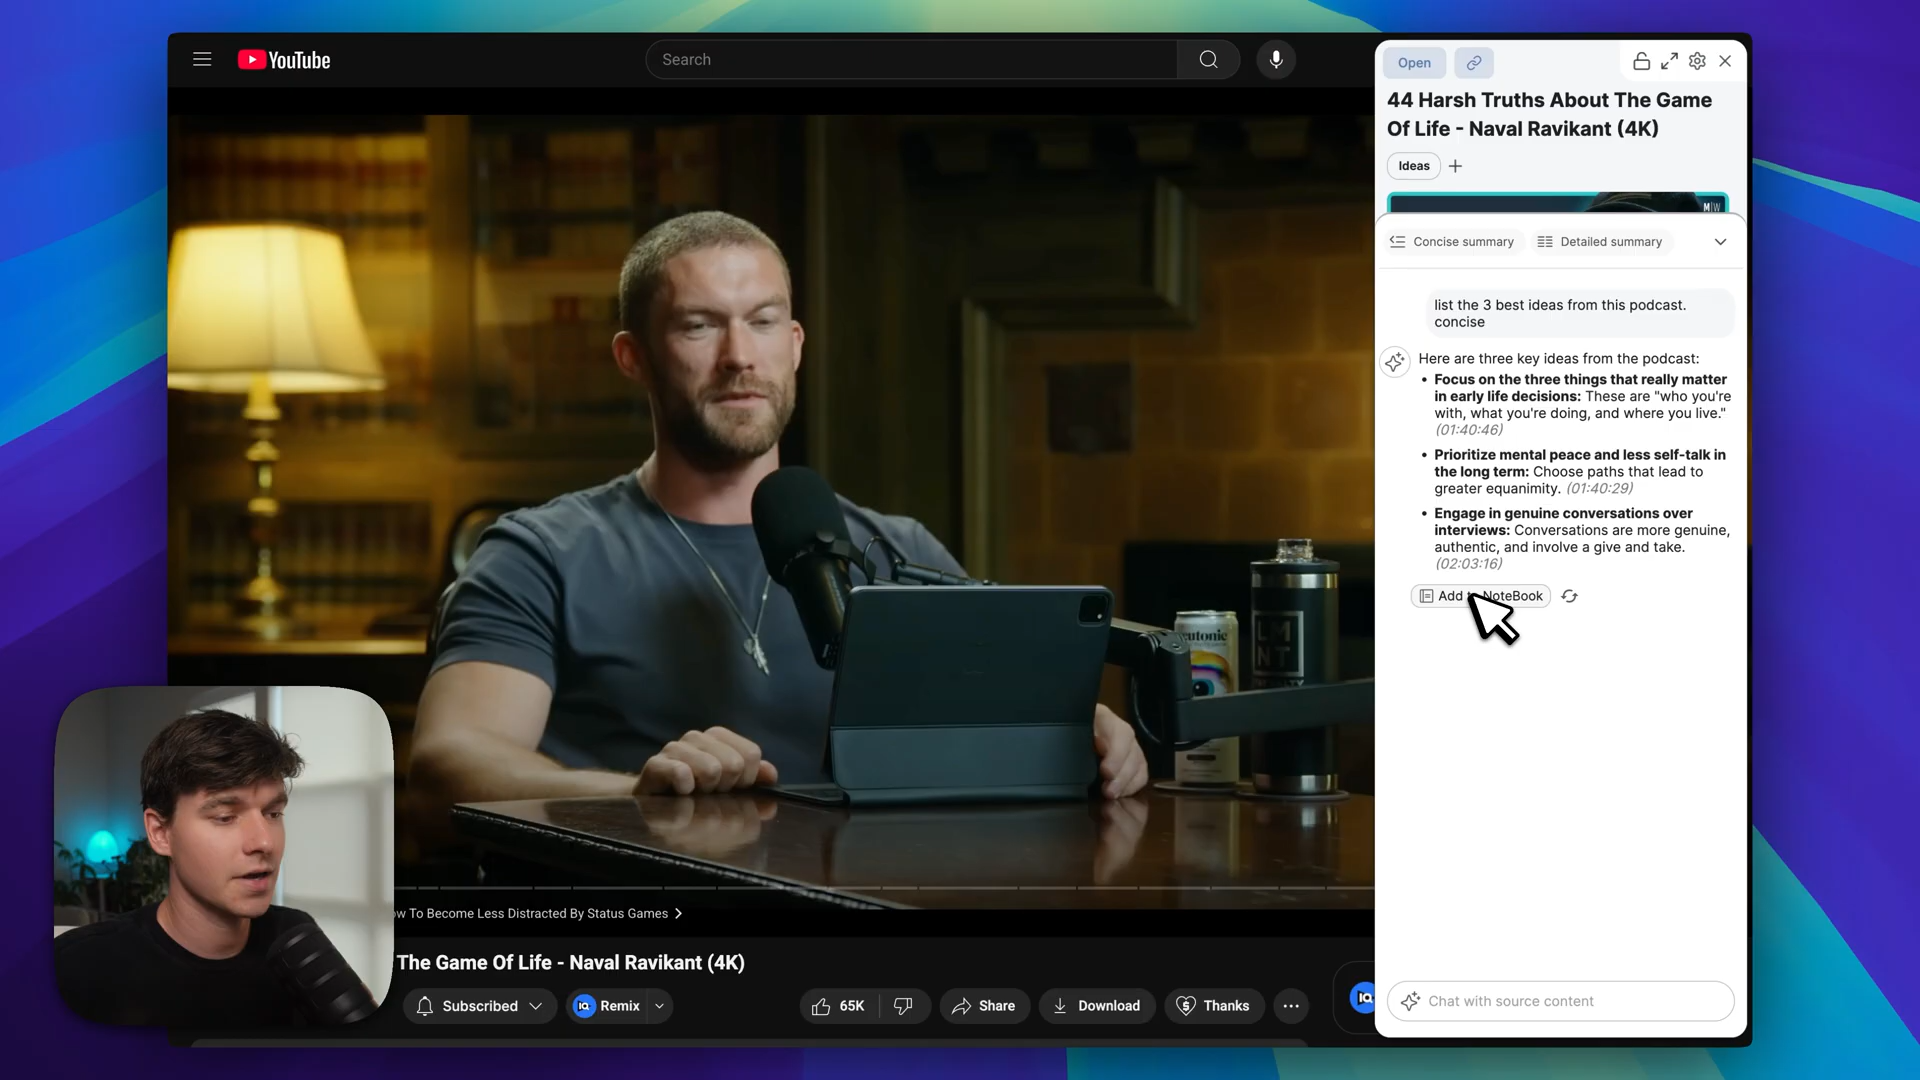 YouTube
Search
Open
44 Harsh Truths About The Game
Of Life - Naval Ravikant (4K)
Ideas
M|W
Concise summary
Detailed summary
list the 3 best ideas from this podcast.
concise
Here are three key ideas from the podcast:
• Focus on the three things that really matter
in early life decisions: These are "who you're
with, what you're doing, and where you live."
(01:40:46)
• Prioritize mental peace and less self-talk in
the long term: Choose paths that lead to
greater equanimity. (01:40:29)
• Engage in genuine conversations over
interviews: Conversations are more genuine,
authentic, and involve a give and take.
(02:03:16)
Add NoteBook
LM
NT
To Become Less Distracted By Status Games
The Game Of Life - Naval Ravikant (4K)
Subscribed
IQ Remix
65K
Share
Download
Thanks
IQ
Chat with source content